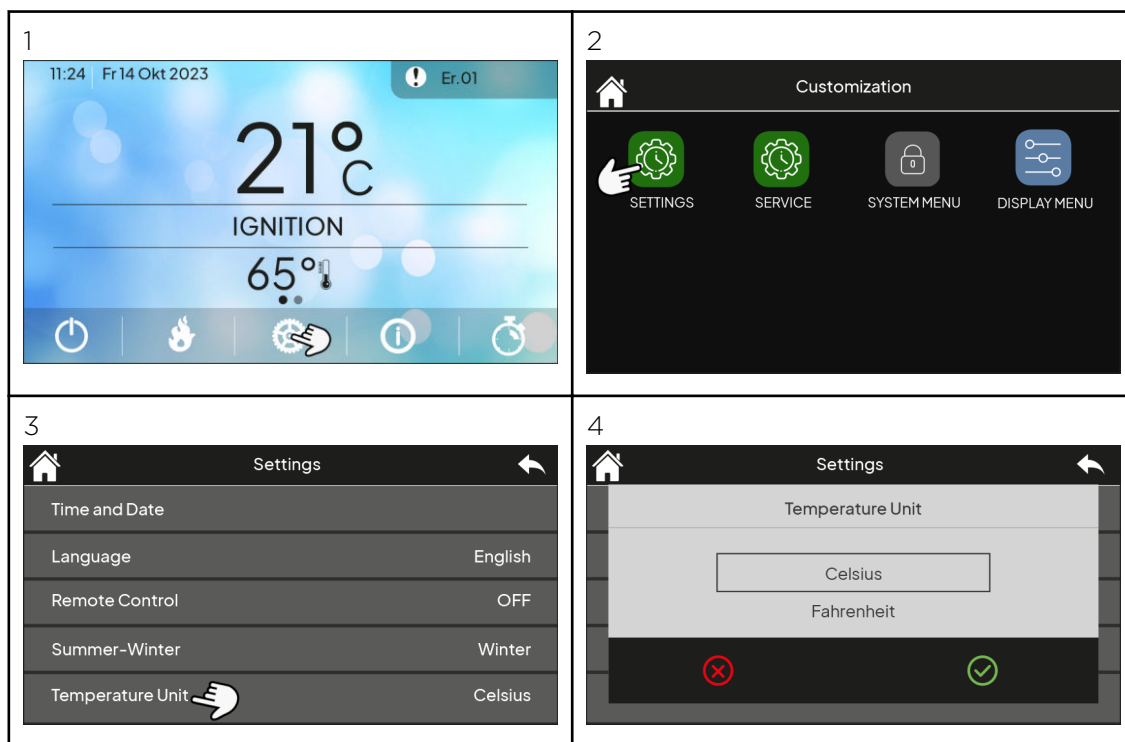 1
11:24 Fr 14 Okt 2023
! Er.01
21°C
IGNITION
65°
2
Customization
SETTINGS SERVICE SYSTEM MENU DISPLAY MENU
3
Settings
Time and Date
Language English
Remote Control OFF
Summer-Winter Winter
Temperature Unit Celsius
4
Settings
Temperature Unit
Celsius
Fahrenheit